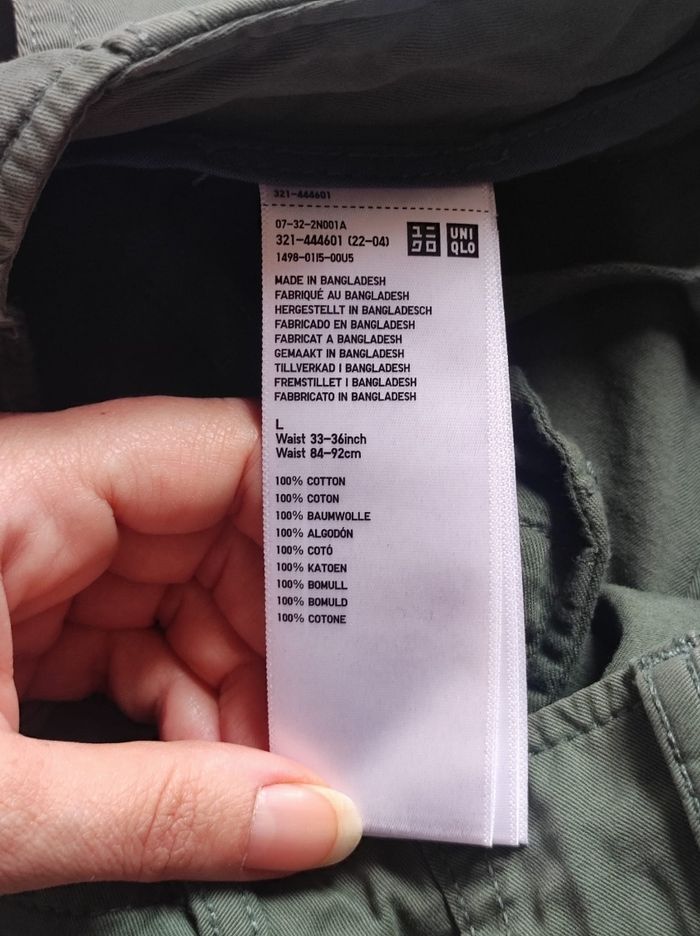 321-444601
07-32-2N001A
321-444601 (22-04)
1498-0115-00U5
ユニ UNI
クロ QLO
MADE IN BANGLADESH
FABRIQUÉ AU BANGLADESH
HERGESTELLT IN BANGLADESCH
FABRICADO EN BANGLADESH
FABRICAT A BANGLADESH
GEMAAKT IN BANGLADESH
TILLVERKAD I BANGLADESH
FREMSTILLET I BANGLADESH
FABBRICATO IN BANGLADESH
L
Waist 33-36inch
Waist 84-92cm
100% COTTON
100% COTON
100% BAUMWOLLE
100% ALGODÓN
100% COTÓ
100% KATOEN
100% BOMULL
100% BOMULD
100% COTONE